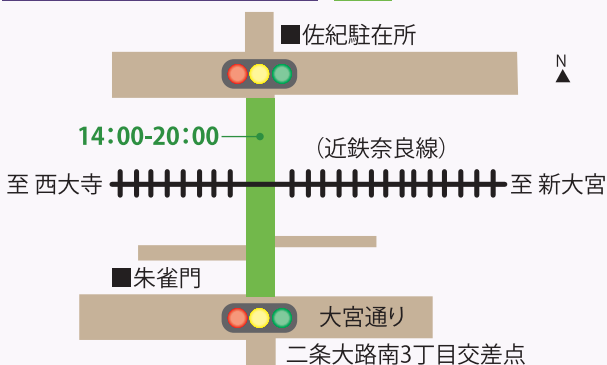 ■佐紀駐在所
N
14:00-20:00
（近鉄奈良線）
至 西大寺
至 新大宮
■朱雀門
大宮通り
二条大路南3丁目交差点